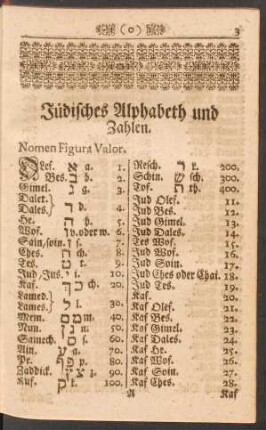 (o) 3
Jüdisches Alphabeth und
Zahlen.
Nomen Figura Valor.
Olef. א a. 1.
Bes. ב b. 2.
Gimel. ג g. 3.
Dalet.
Dales. ד d. 4.
He. ה h. 5.
Wof. ו v. oder w. 6.
Sain, soin. ז s. 7.
Ches. ח ch. 8.
Tes. ט t. 9.
Jud, Jus. י i. 10.
Kaf. כך ch. 20.
Lamed.
Lames. ל l. 30.
Mem. מם m. 40.
Nun. נן n. 50.
Samech. ס s. 60.
Ain. ע a. 70.
Pe. פף p. 80.
Zaddick. צץ z. 90.
Kuf. ק k. 100.
Resch. ר r. 200.
Schin. ש sch. 300.
Tof. ת th. 400.
Jud Olef. 11.
Jud Bes. 12.
Jud Gimel. 13.
Jud Dales. 14.
Tes Wof. 15.
Jud Wof. 16.
Jud Soin. 17.
Jud Ches oder Chai. 18.
Jud Tes. 19.
Kaf. 20.
Kaf Olef. 21.
Kaf Bes. 22.
Kaf Gimel. 23.
Kaf Dales. 24.
Kaf He. 25.
Kaf Wof. 26.
Kaf Soin. 27.
Kaf Ches. 28.
Kaf